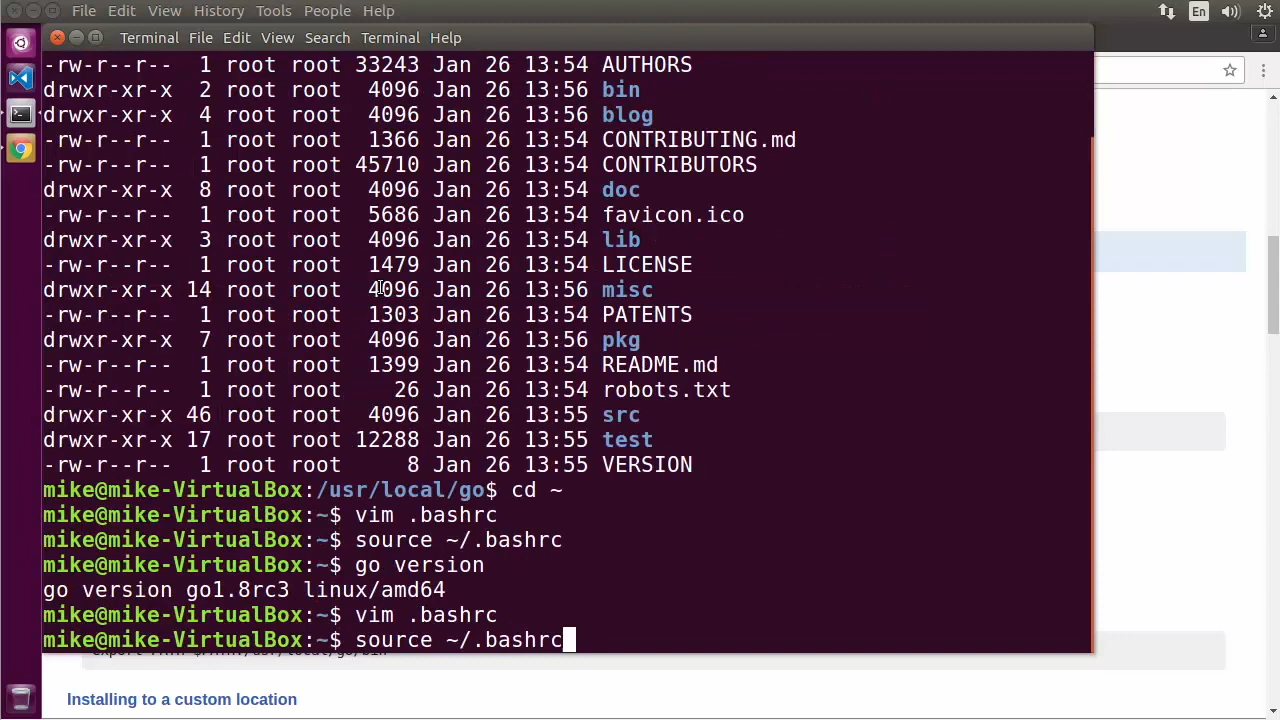 File Edit View History Tools People Help
En
Terminal File Edit View Search Terminal Help
-rw-r--r-- 1 root root 33243 Jan 26 13:54 AUTHORS
drwxr-xr-x 2 root root 4096 Jan 26 13:56 bin
drwxr-xr-x 4 root root 4096 Jan 26 13:56 blog
-rw-r--r-- 1 root root 1366 Jan 26 13:54 CONTRIBUTING.md
-rw-r--r-- 1 root root 45710 Jan 26 13:54 CONTRIBUTORS
drwxr-xr-x 8 root root 4096 Jan 26 13:54 doc
-rw-r--r-- 1 root root 5686 Jan 26 13:54 favicon.ico
drwxr-xr-x 3 root root 4096 Jan 26 13:54 lib
-rw-r--r-- 1 root root 1479 Jan 26 13:54 LICENSE
drwxr-xr-x 14 root root 4096 Jan 26 13:56 misc
-rw-r--r-- 1 root root 1303 Jan 26 13:54 PATENTS
drwxr-xr-x 7 root root 4096 Jan 26 13:56 pkg
-rw-r--r-- 1 root root 1399 Jan 26 13:54 README.md
-rw-r--r-- 1 root root 26 Jan 26 13:54 robots.txt
drwxr-xr-x 46 root root 4096 Jan 26 13:55 src
drwxr-xr-x 17 root root 12288 Jan 26 13:55 test
-rw-r--r-- 1 root root 8 Jan 26 13:55 VERSION
mike@mike-VirtualBox:/usr/local/go$ cd ~
mike@mike-VirtualBox:~$ vim .bashrc
mike@mike-VirtualBox:~$ source ~/.bashrc
mike@mike-VirtualBox:~$ go version
go version go1.8rc3 linux/amd64
mike@mike-VirtualBox:~$ vim .bashrc
mike@mike-VirtualBox:~$ source ~/.bashrc
Installing to a custom location